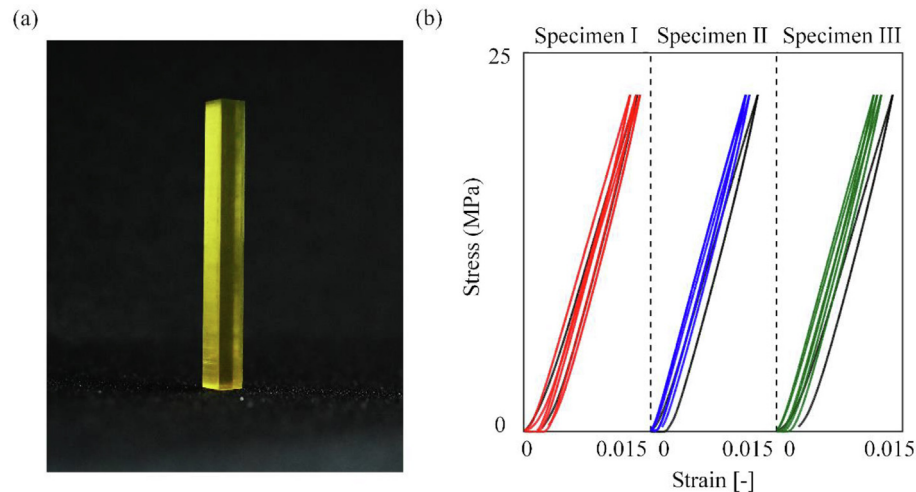 (a)
(b)
Specimen I
Specimen II
Specimen III
25
Stress (MPa)
0
0
0.015
0
0.015
0
0.015
Strain [-]